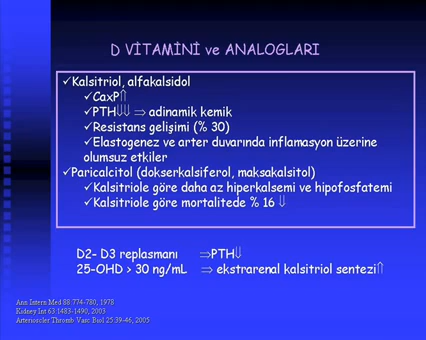 D VİTAMİNİ ve ANALOGLARI
✓Kalsitriol, alfakalsidol
✓CaxP⇑
✓PTH⇓⇓ ⇒ adinamik kemik
✓Resistans gelişimi (% 30)
✓Elastogenez ve arter duvarında inflamasyon üzerine
olumsuz etkiler
✓Paricalcitol (dokserkalsiferol, maksakalsitol)
✓Kalsitriole göre daha az hiperkalsemi ve hipofosfatemi
✓Kalsitriole göre mortalitede % 16 ⇓
D2- D3 replasmanı ⇒PTH⇓
25-OHD > 30 ng/mL ⇒ ekstrarenal kalsitriol sentezi⇑
Ann Intern Med 88:774-780, 1978
Kidney Int 63:1483-1490, 2003
Arterioscler Thromb Vasc Biol 25:39-46, 2005